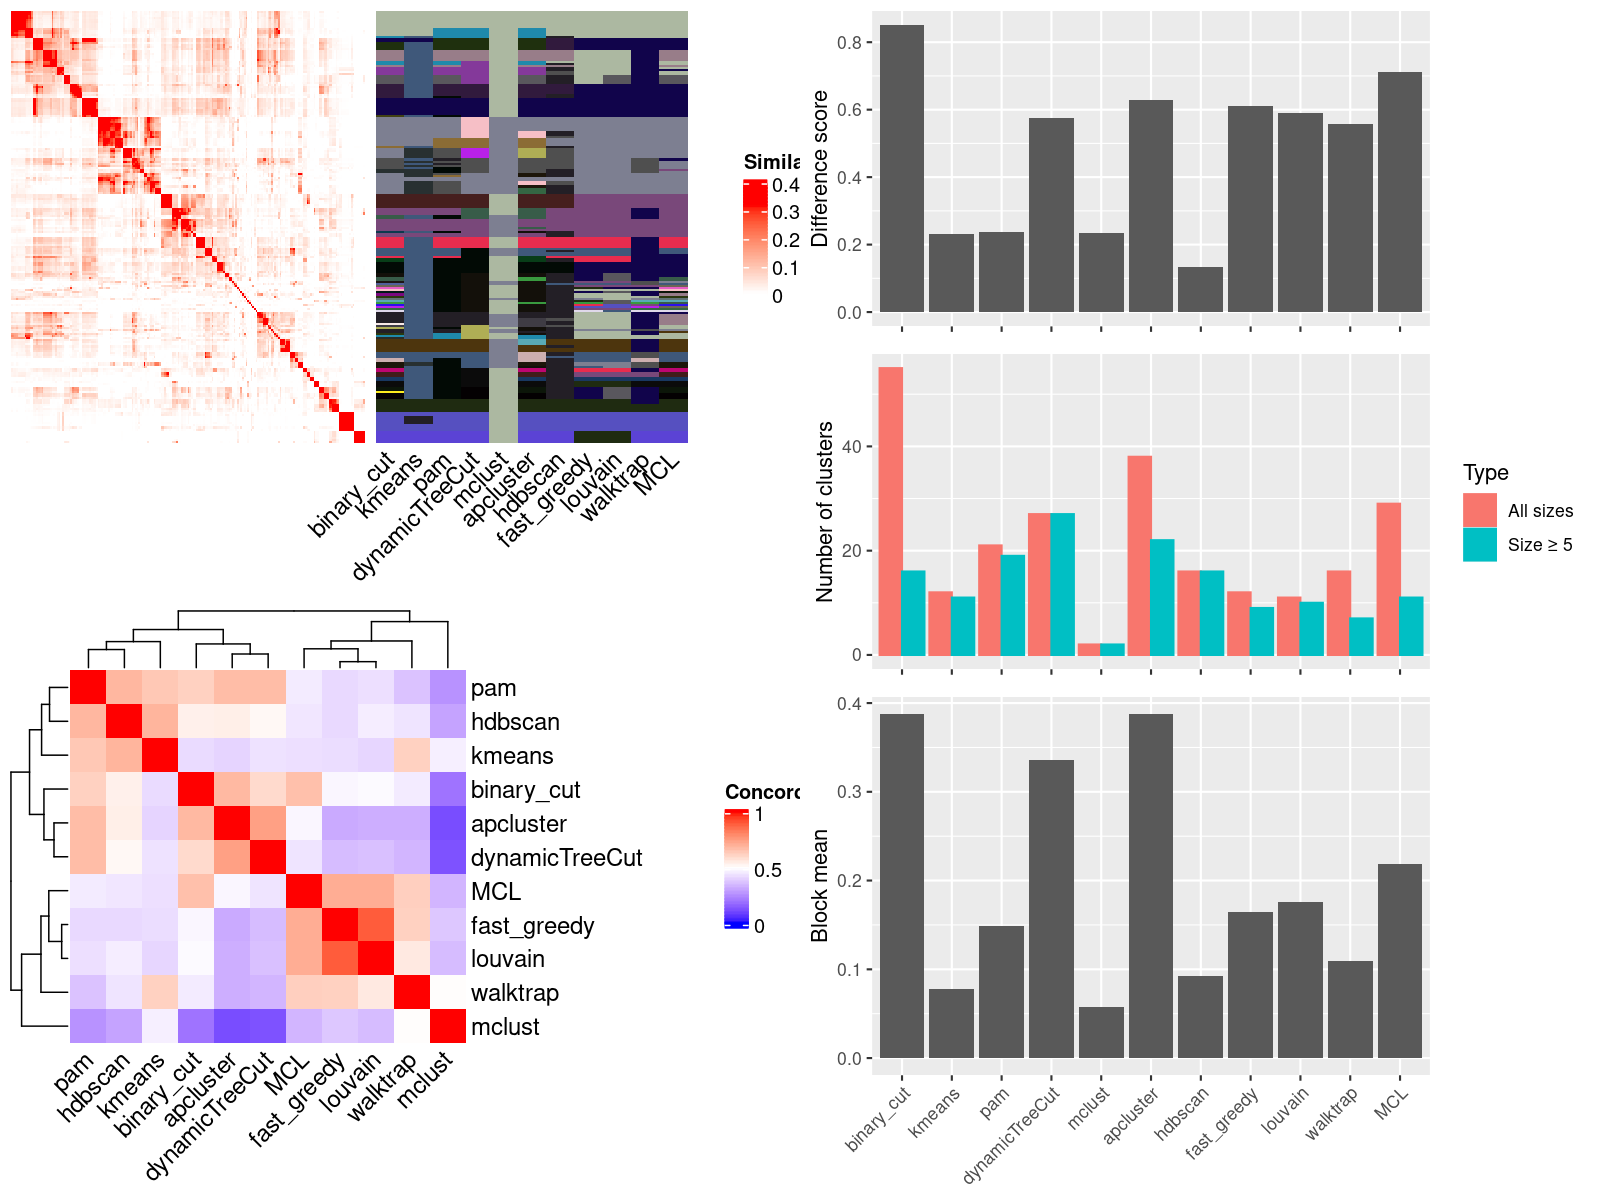 Simila
0.4
0.3
0.2
0.1
0
binary_cut
kmeans
pam
dynamicTreeCut
mclust
apcluster
hdbscan
fast_greedy
louvain
walktrap
MCL
pam
hdbscan
kmeans
binary_cut
apcluster
dynamicTreeCut
MCL
fast_greedy
louvain
walktrap
mclust
pam
hdbscan
kmeans
binary_cut
apcluster
dynamicTreeCut
MCL
fast_greedy
louvain
walktrap
mclust
Concord
1
0.5
0
Difference score
0.8
0.6
0.4
0.2
0.0
Number of clusters
40
20
0
Type
All sizes
Size ≥ 5
Block mean
0.4
0.3
0.2
0.1
0.0
binary_cut
kmeans
pam
dynamicTreeCut
mclust
apcluster
hdbscan
fast_greedy
louvain
walktrap
MCL